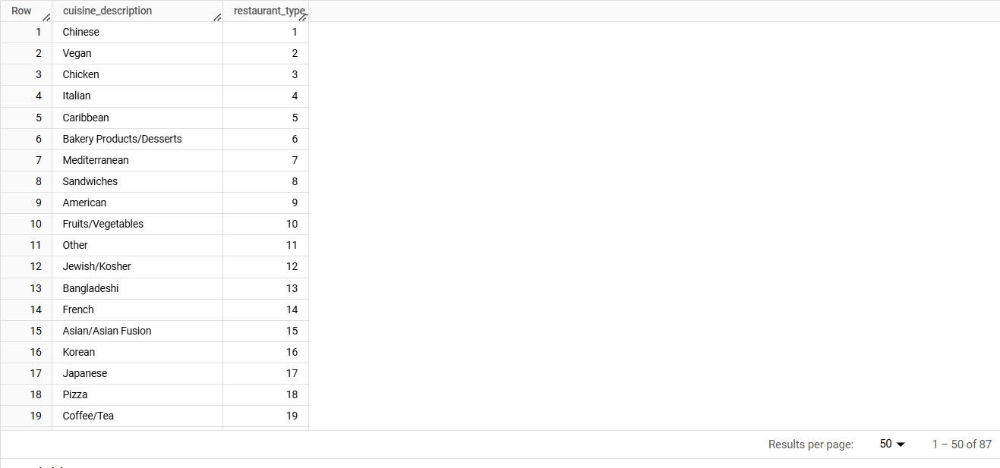 Row cuisine_description restaurant_type_
1 Chinese 1
2 Vegan 2
3 Chicken 3
4 Italian 4
5 Caribbean 5
6 Bakery Products/Desserts 6
7 Mediterranean 7
8 Sandwiches 8
9 American 9
10 Fruits/Vegetables 10
11 Other 11
12 Jewish/Kosher 12
13 Bangladeshi 13
14 French 14
15 Asian/Asian Fusion 15
16 Korean 16
17 Japanese 17
18 Pizza 18
19 Coffee/Tea 19
Results per page: 50 1 – 50 of 87